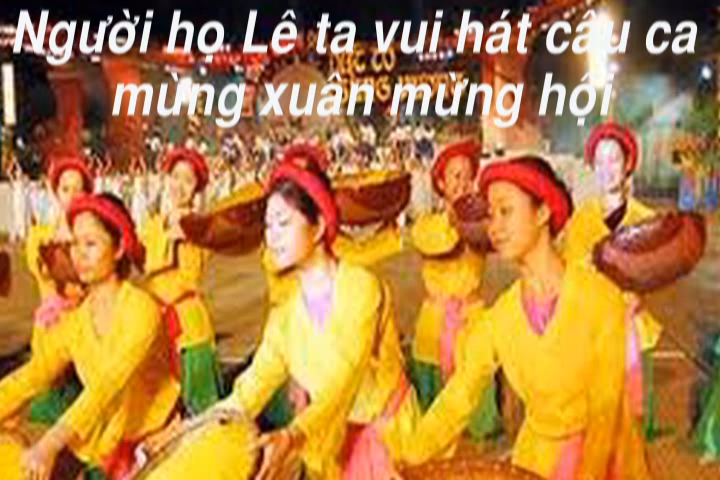 Người họ Lê ta vui hát câu ca
mừng xuân mừng hội